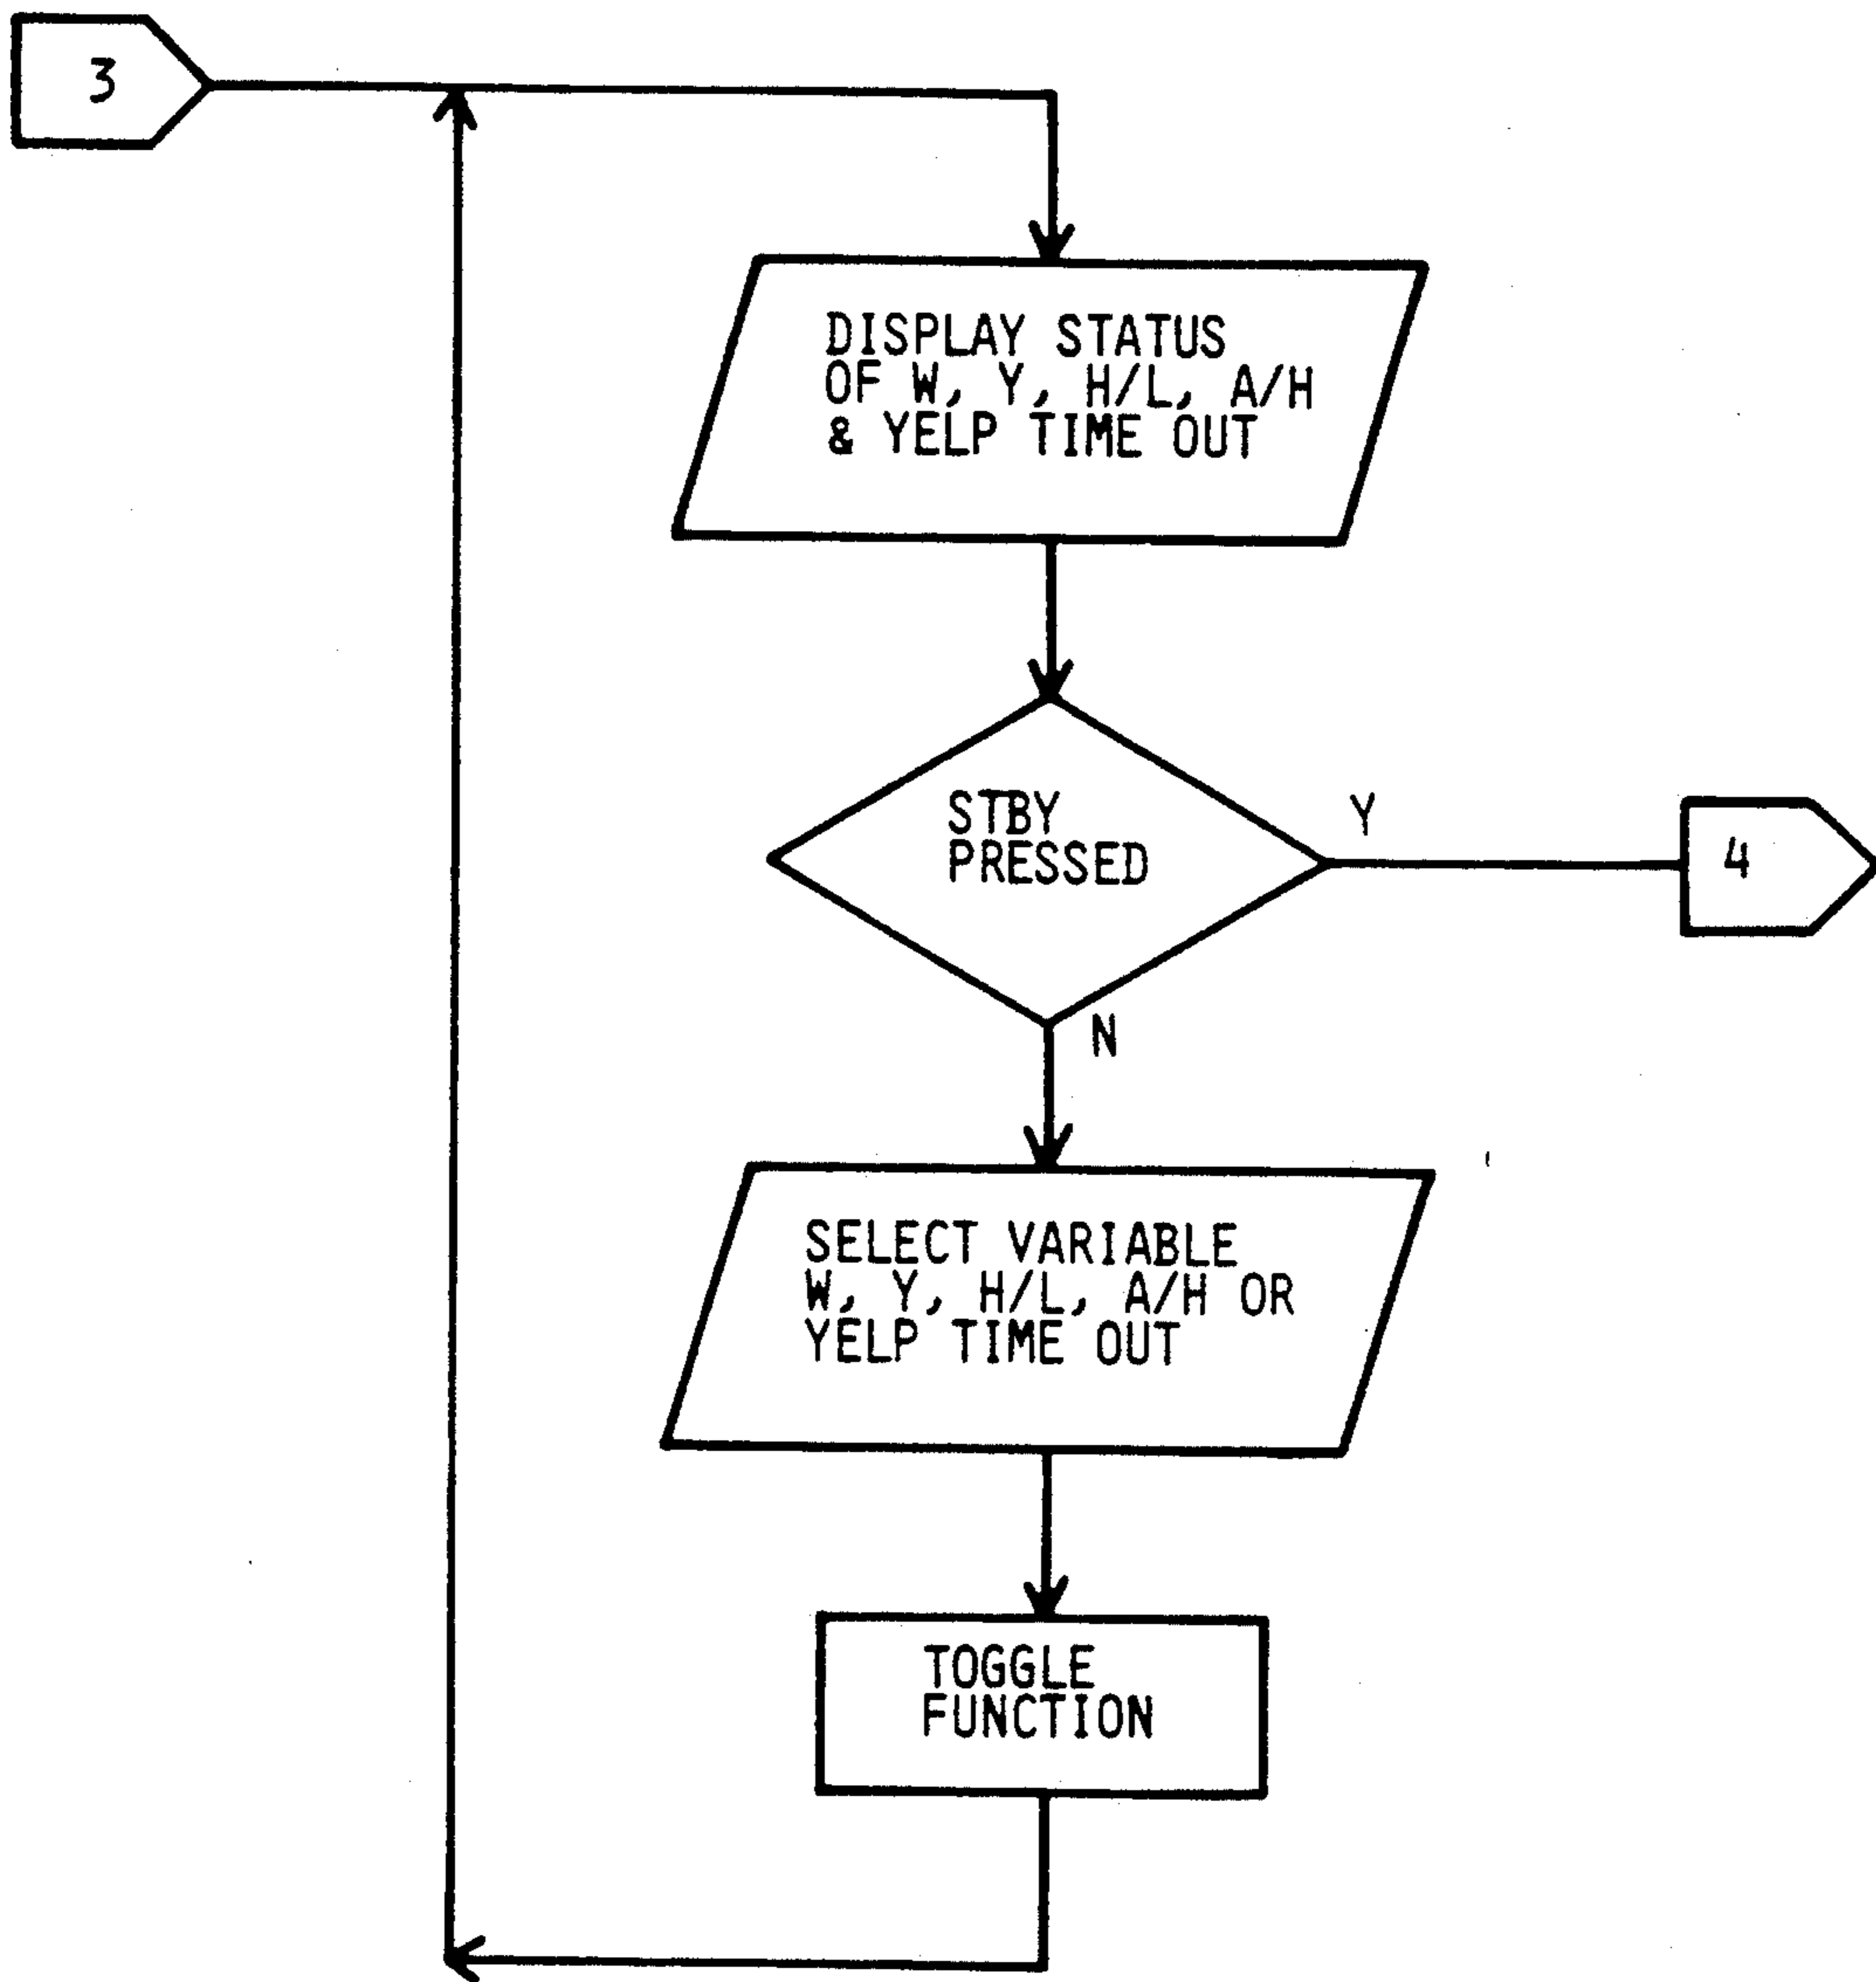 3
DISPLAY STATUS
OF W, Y, H/L, A/H
& YELP TIME OUT
STBY
PRESSED
Y
4
N
SELECT VARIABLE
W, Y, H/L, A/H OR
YELP TIME OUT
TOGGLE
FUNCTION